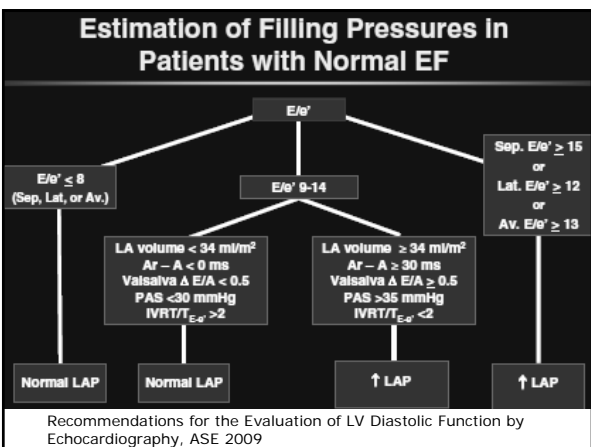 Estimation of Filling Pressures in
Patients with Normal EF
E/e'
E/e' ≤ 8
(Sep, Lat, or Av.)
E/e' 9-14
Sep. E/e' ≥ 15
or
Lat. E/e' ≥ 12
or
Av. E/e' ≥ 13
LA volume < 34 ml/m²
Ar – A < 0 ms
Valsalva Δ E/A < 0.5
PAS <30 mmHg
IVRT/T_E-e' >2
LA volume ≥ 34 ml/m²
Ar – A ≥ 30 ms
Valsalva Δ E/A ≥ 0.5
PAS >35 mmHg
IVRT/T_E-e' <2
Normal LAP
Normal LAP
↑ LAP
↑ LAP
Recommendations for the Evaluation of LV Diastolic Function by
Echocardiography, ASE 2009